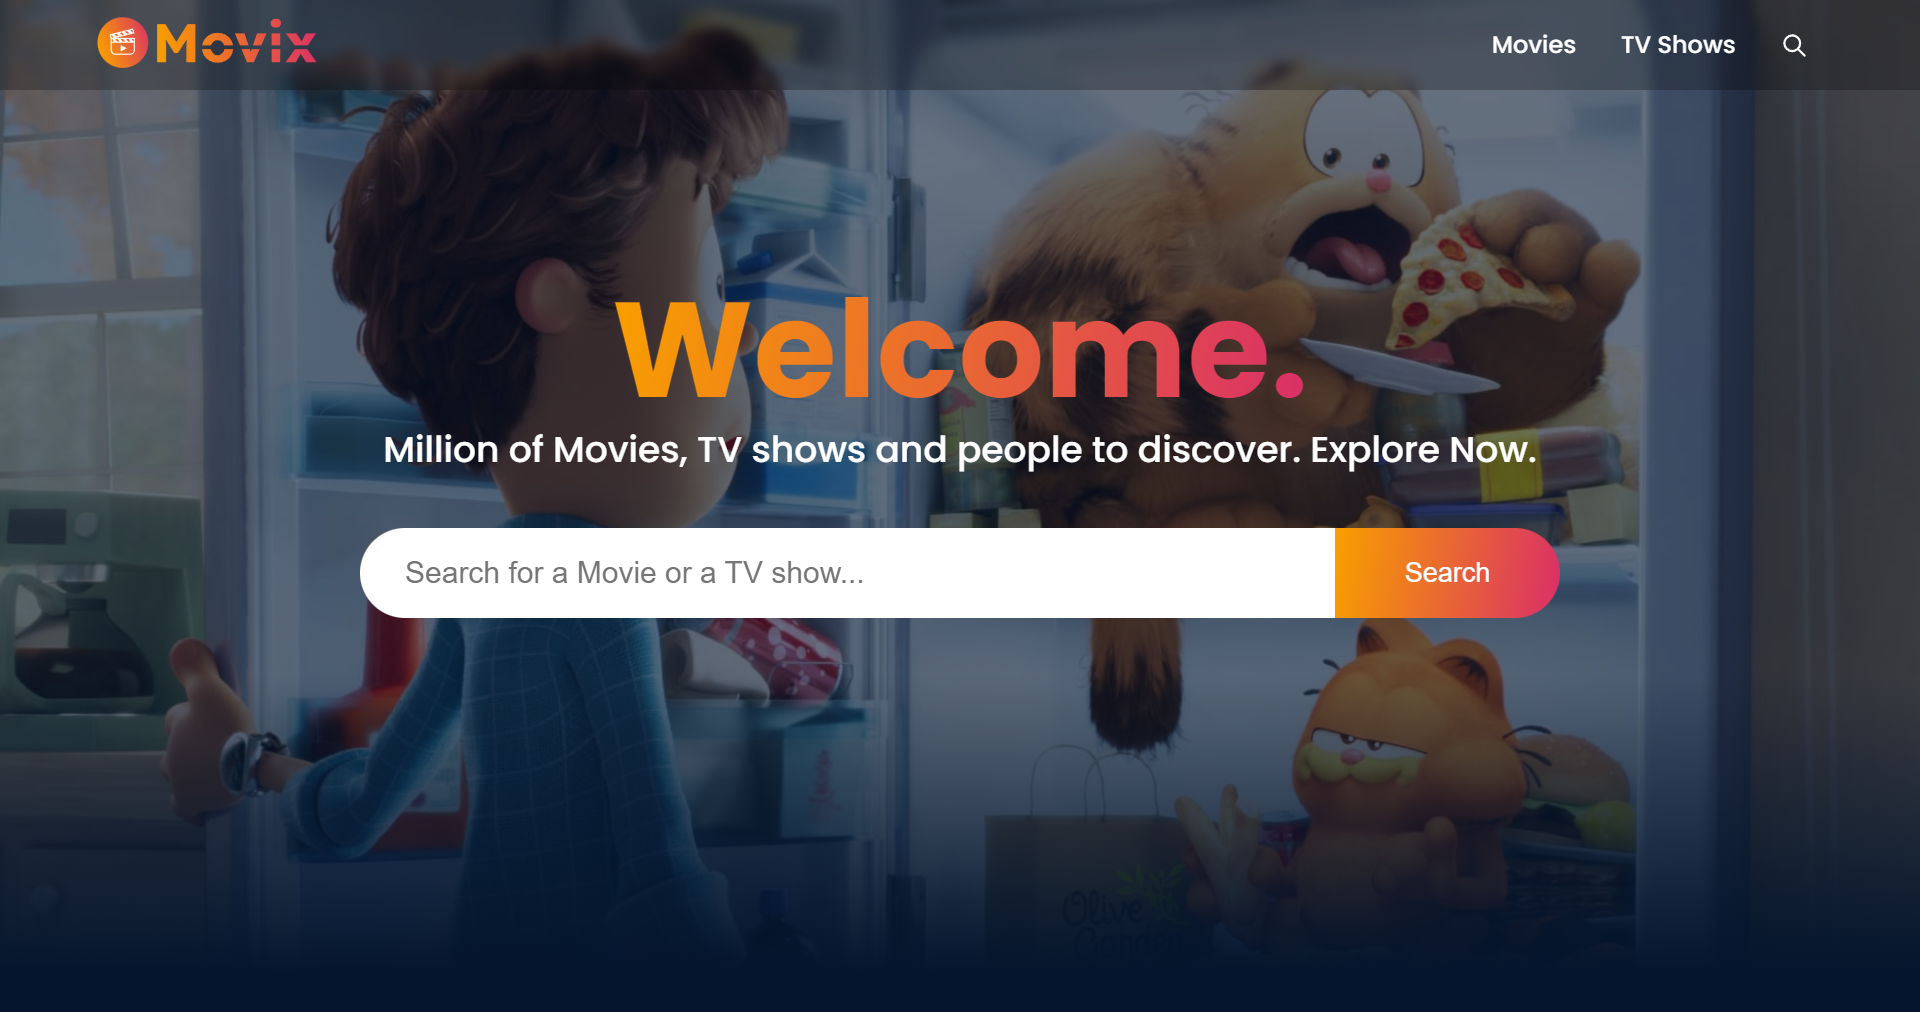 Movix
Movies
TV Shows
Welcome.
Million of Movies, TV shows and people to discover. Explore Now.
Search for a Movie or a TV show...
Search
Olive
Garden